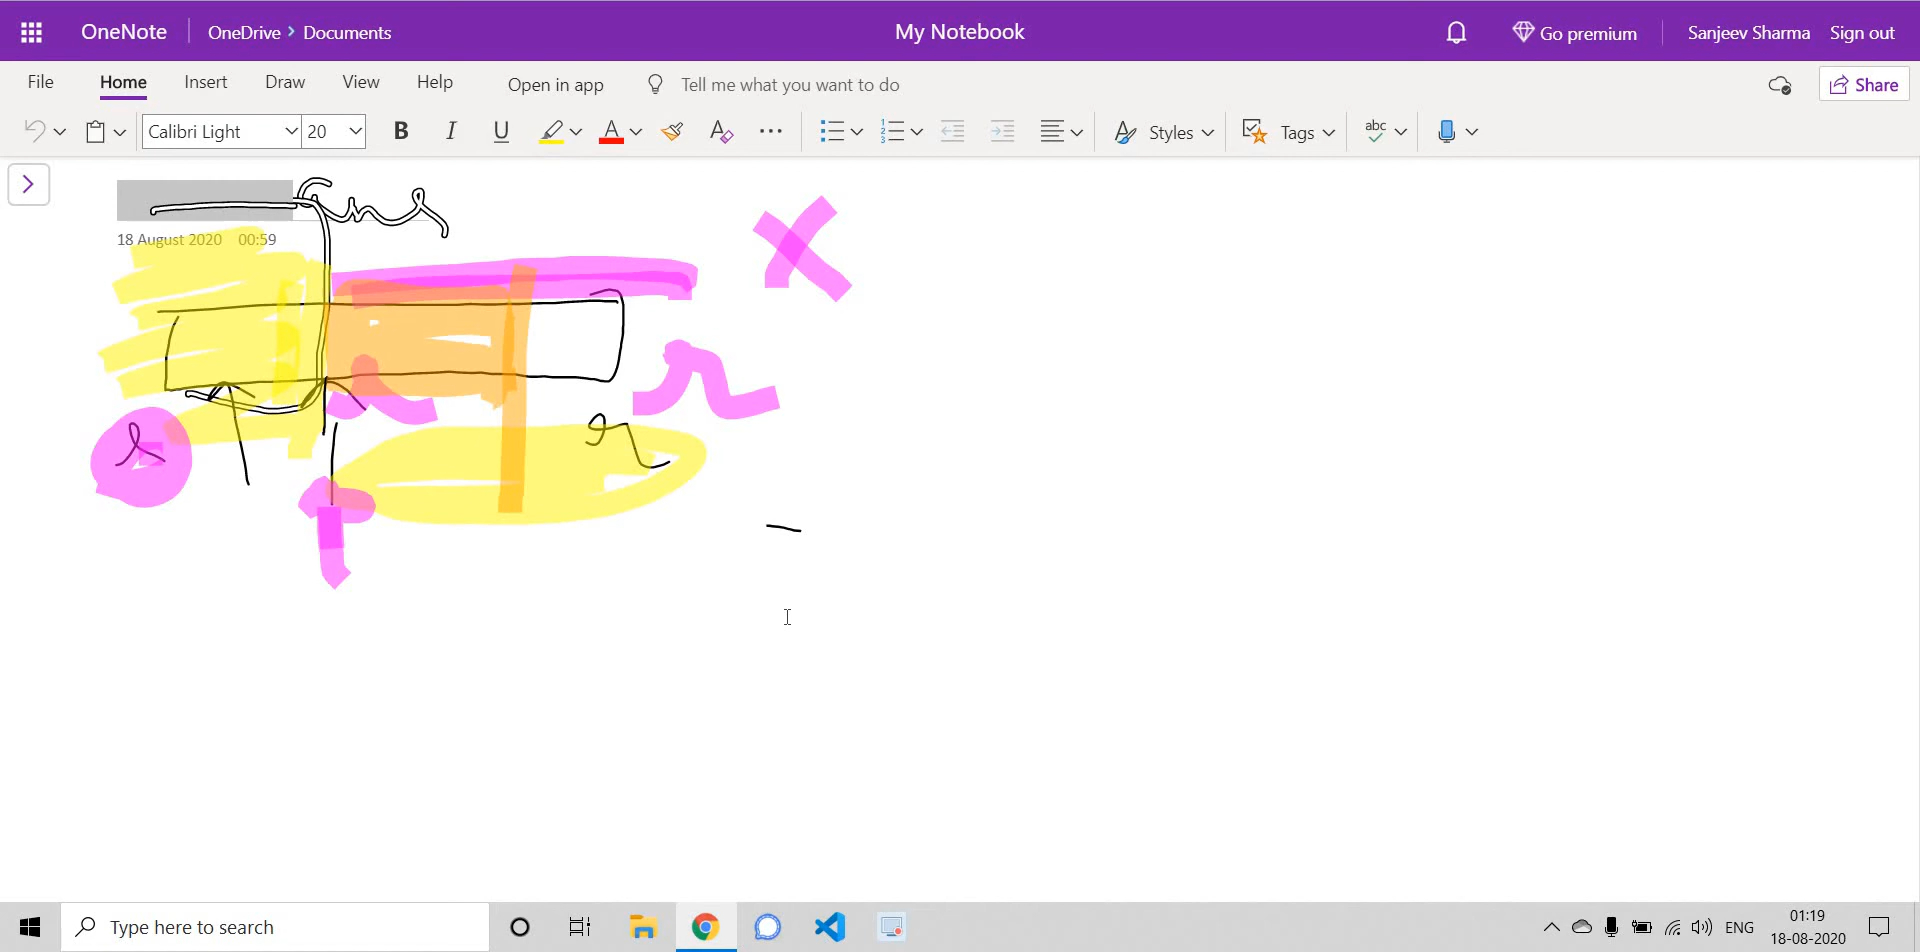 OneNote OneDrive > Documents My Notebook Go premium Sanjeev Sharma Sign out
File Home Insert Draw View Help Open in app Tell me what you want to do Share
Calibri Light 20 B I U A A Styles Tags abc
18 August 2020 00:59
Type here to search ENG 01:19
18-08-2020